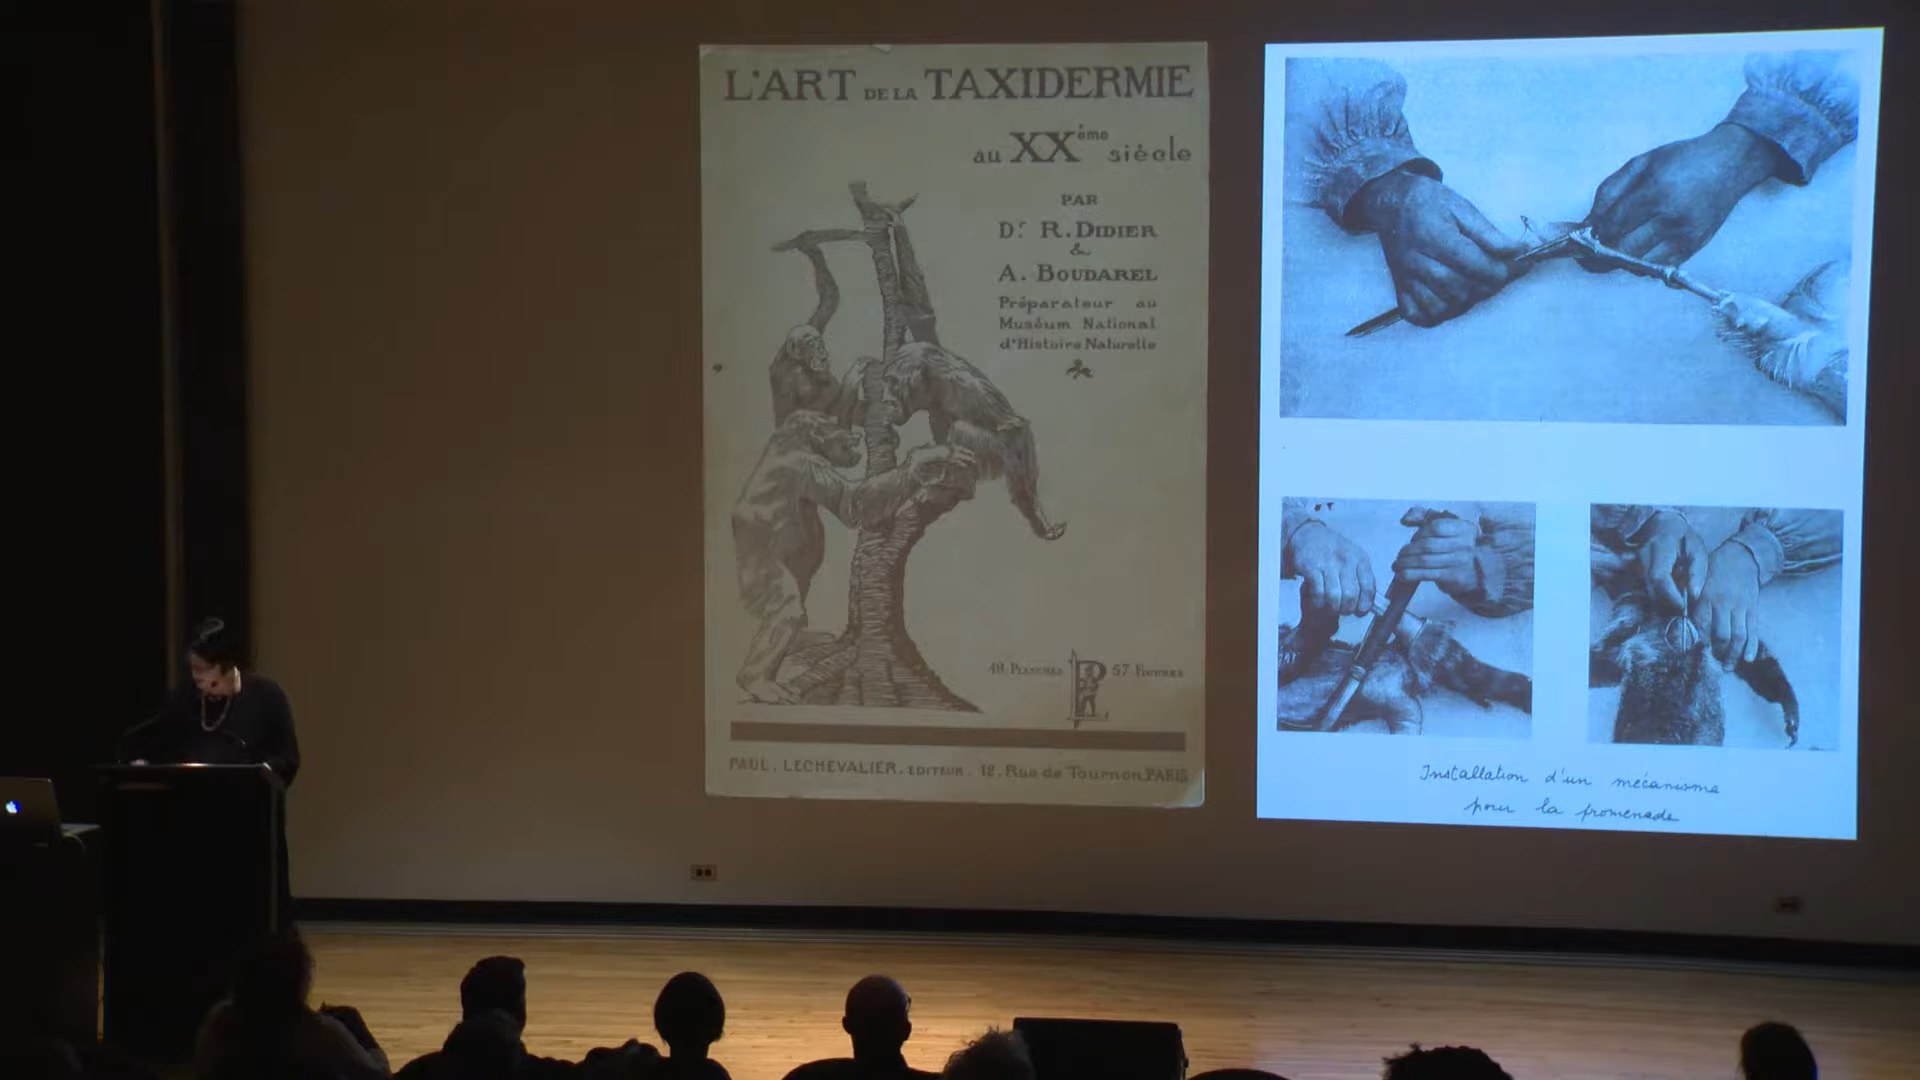 L'ART DE LA TAXIDERMIE
au XXème siècle
PAR
Dr R. DIDIER
&
A. BOUDAREL
Préparateur au
Muséum National
d'Histoire Naturelle
49 PLANCHES 57 FIGURES
PAUL LECHEVALIER, EDITEUR. 12, Rue de Tournon PARIS
Installation d'un mécanisme
pour la promenade